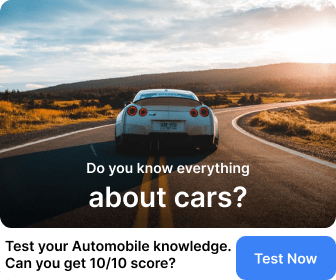 Do you know everything
about cars?
Test your Automobile knowledge.
Can you get 10/10 score?
Test Now